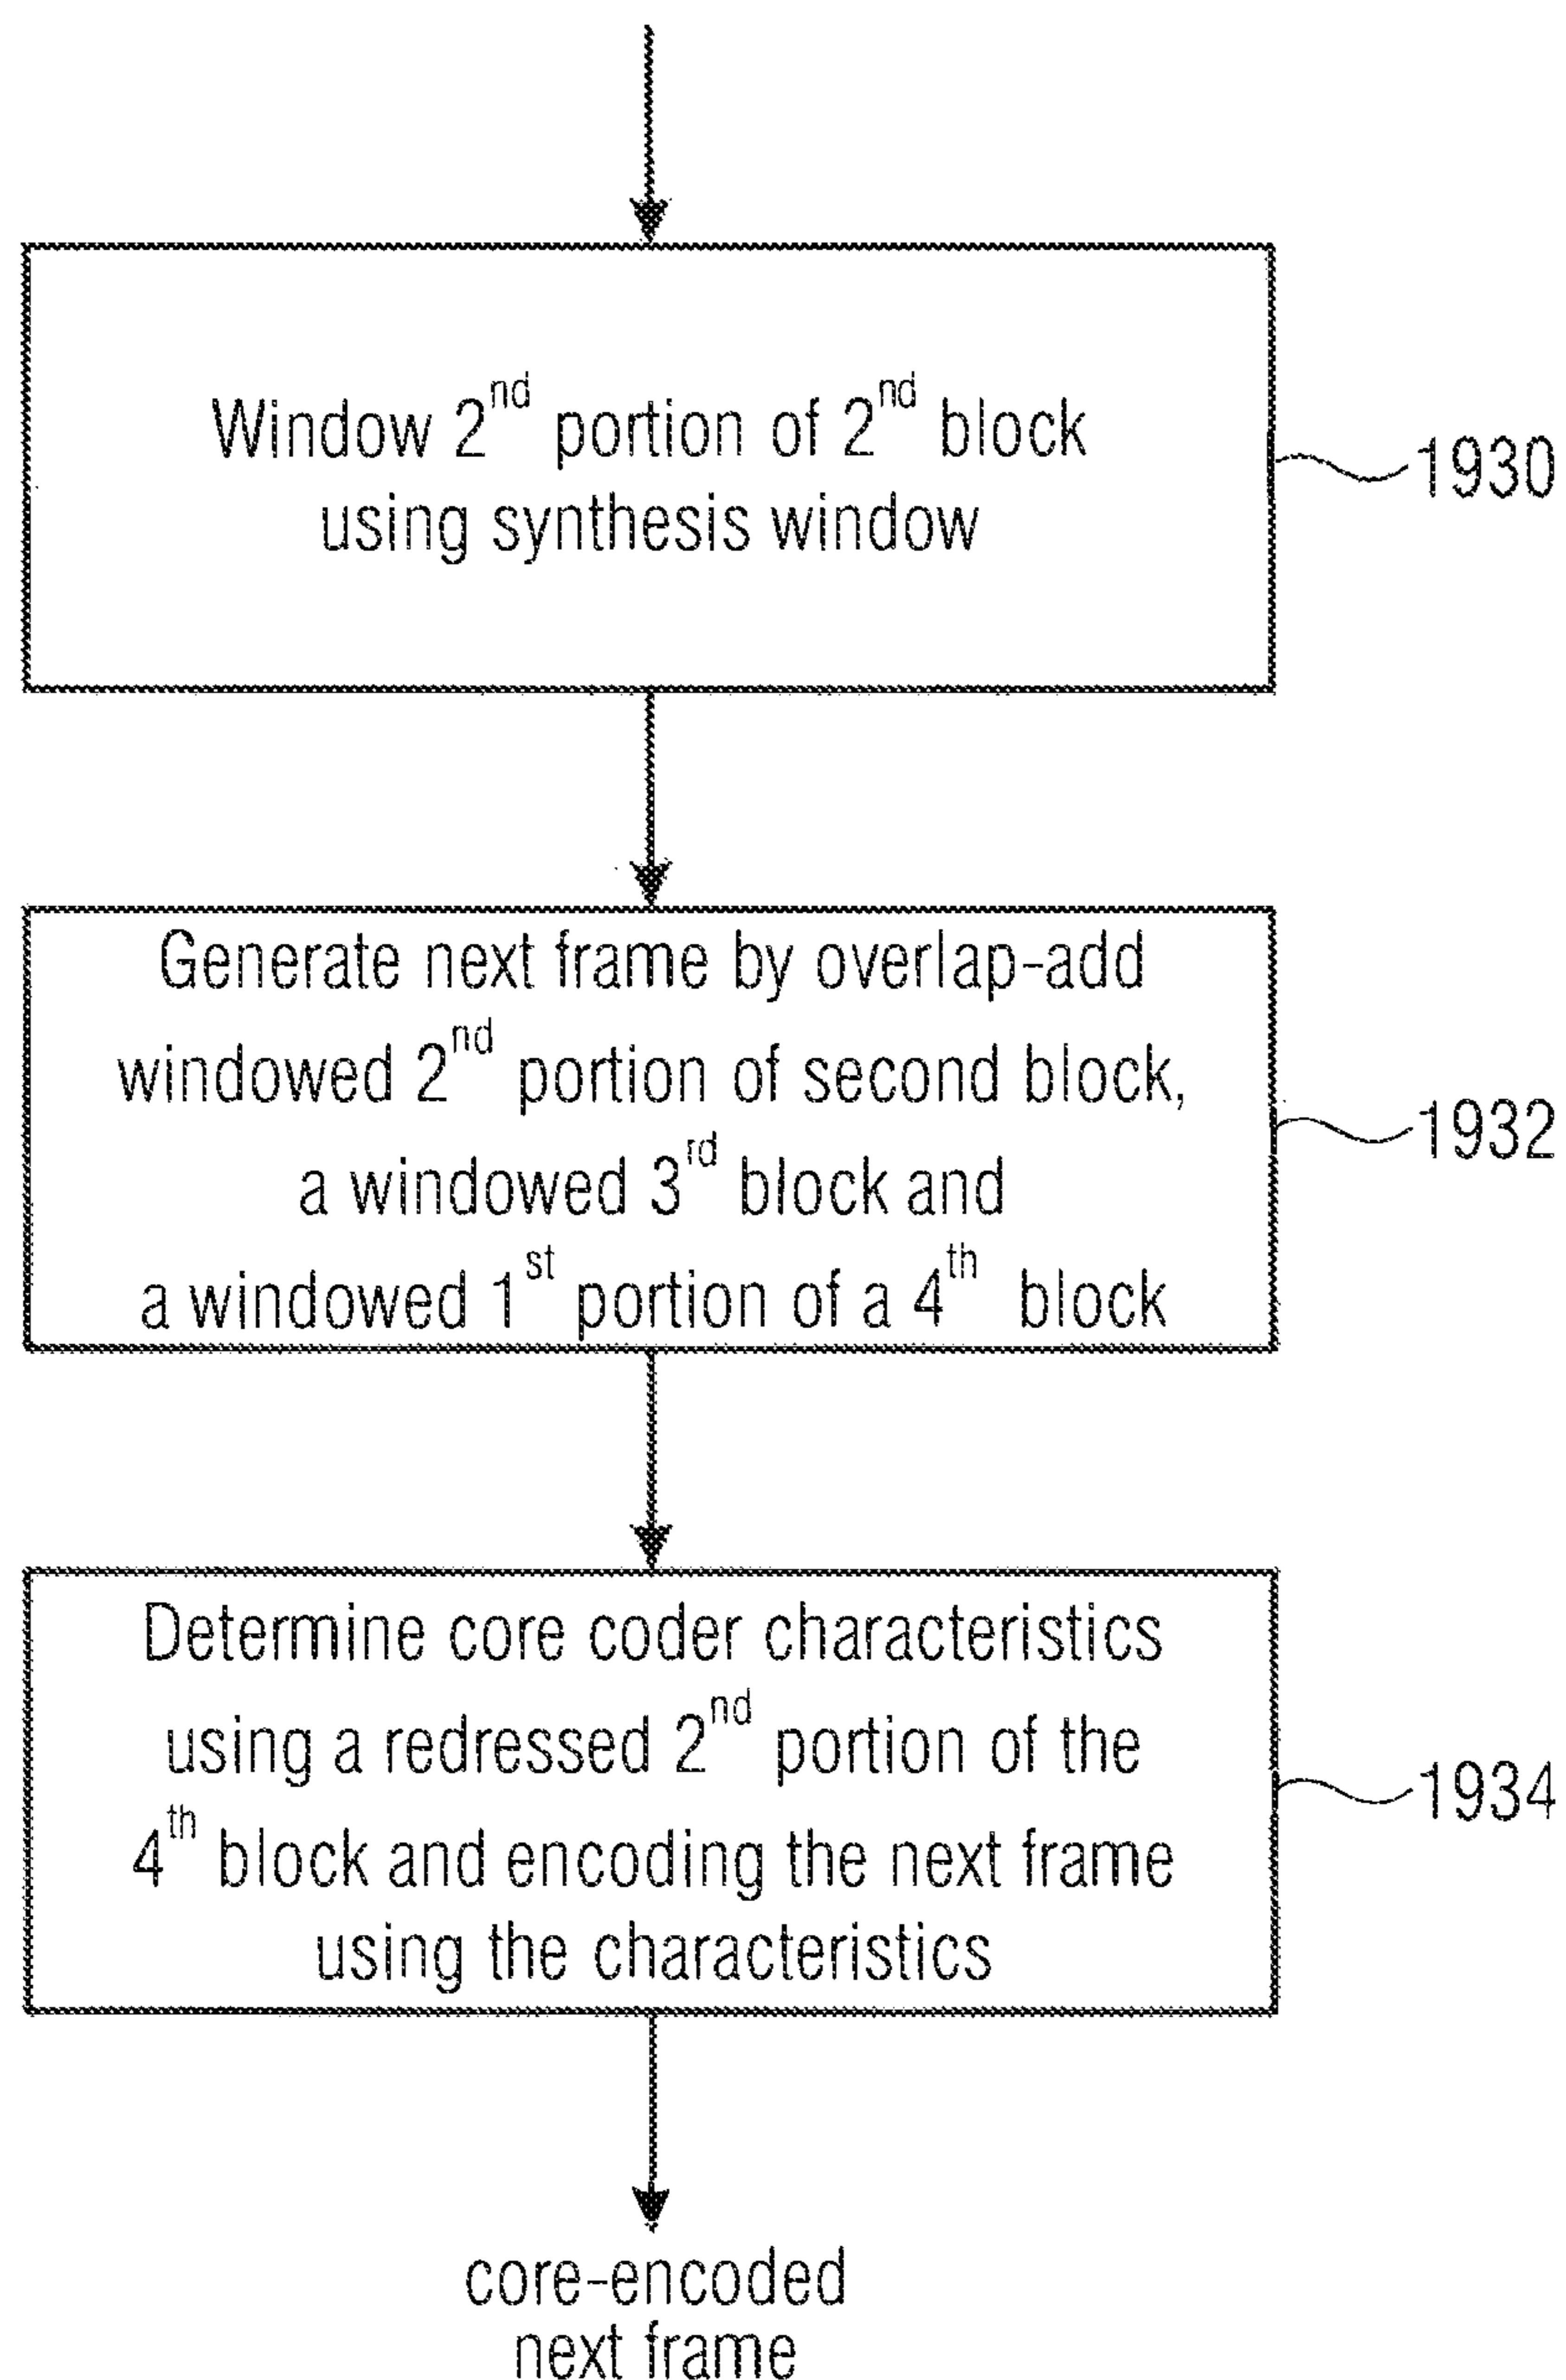 Window 2nd portion of 2nd block
using synthesis window
1930
Generate next frame by overlap-add
windowed 2nd portion of second block,
a windowed 3rd block and
a windowed 1st portion of a 4th block
1932
Determine core coder characteristics
using a redressed 2nd portion of the
4th block and encoding the next frame
using the characteristics
1934
core-encoded
next frame